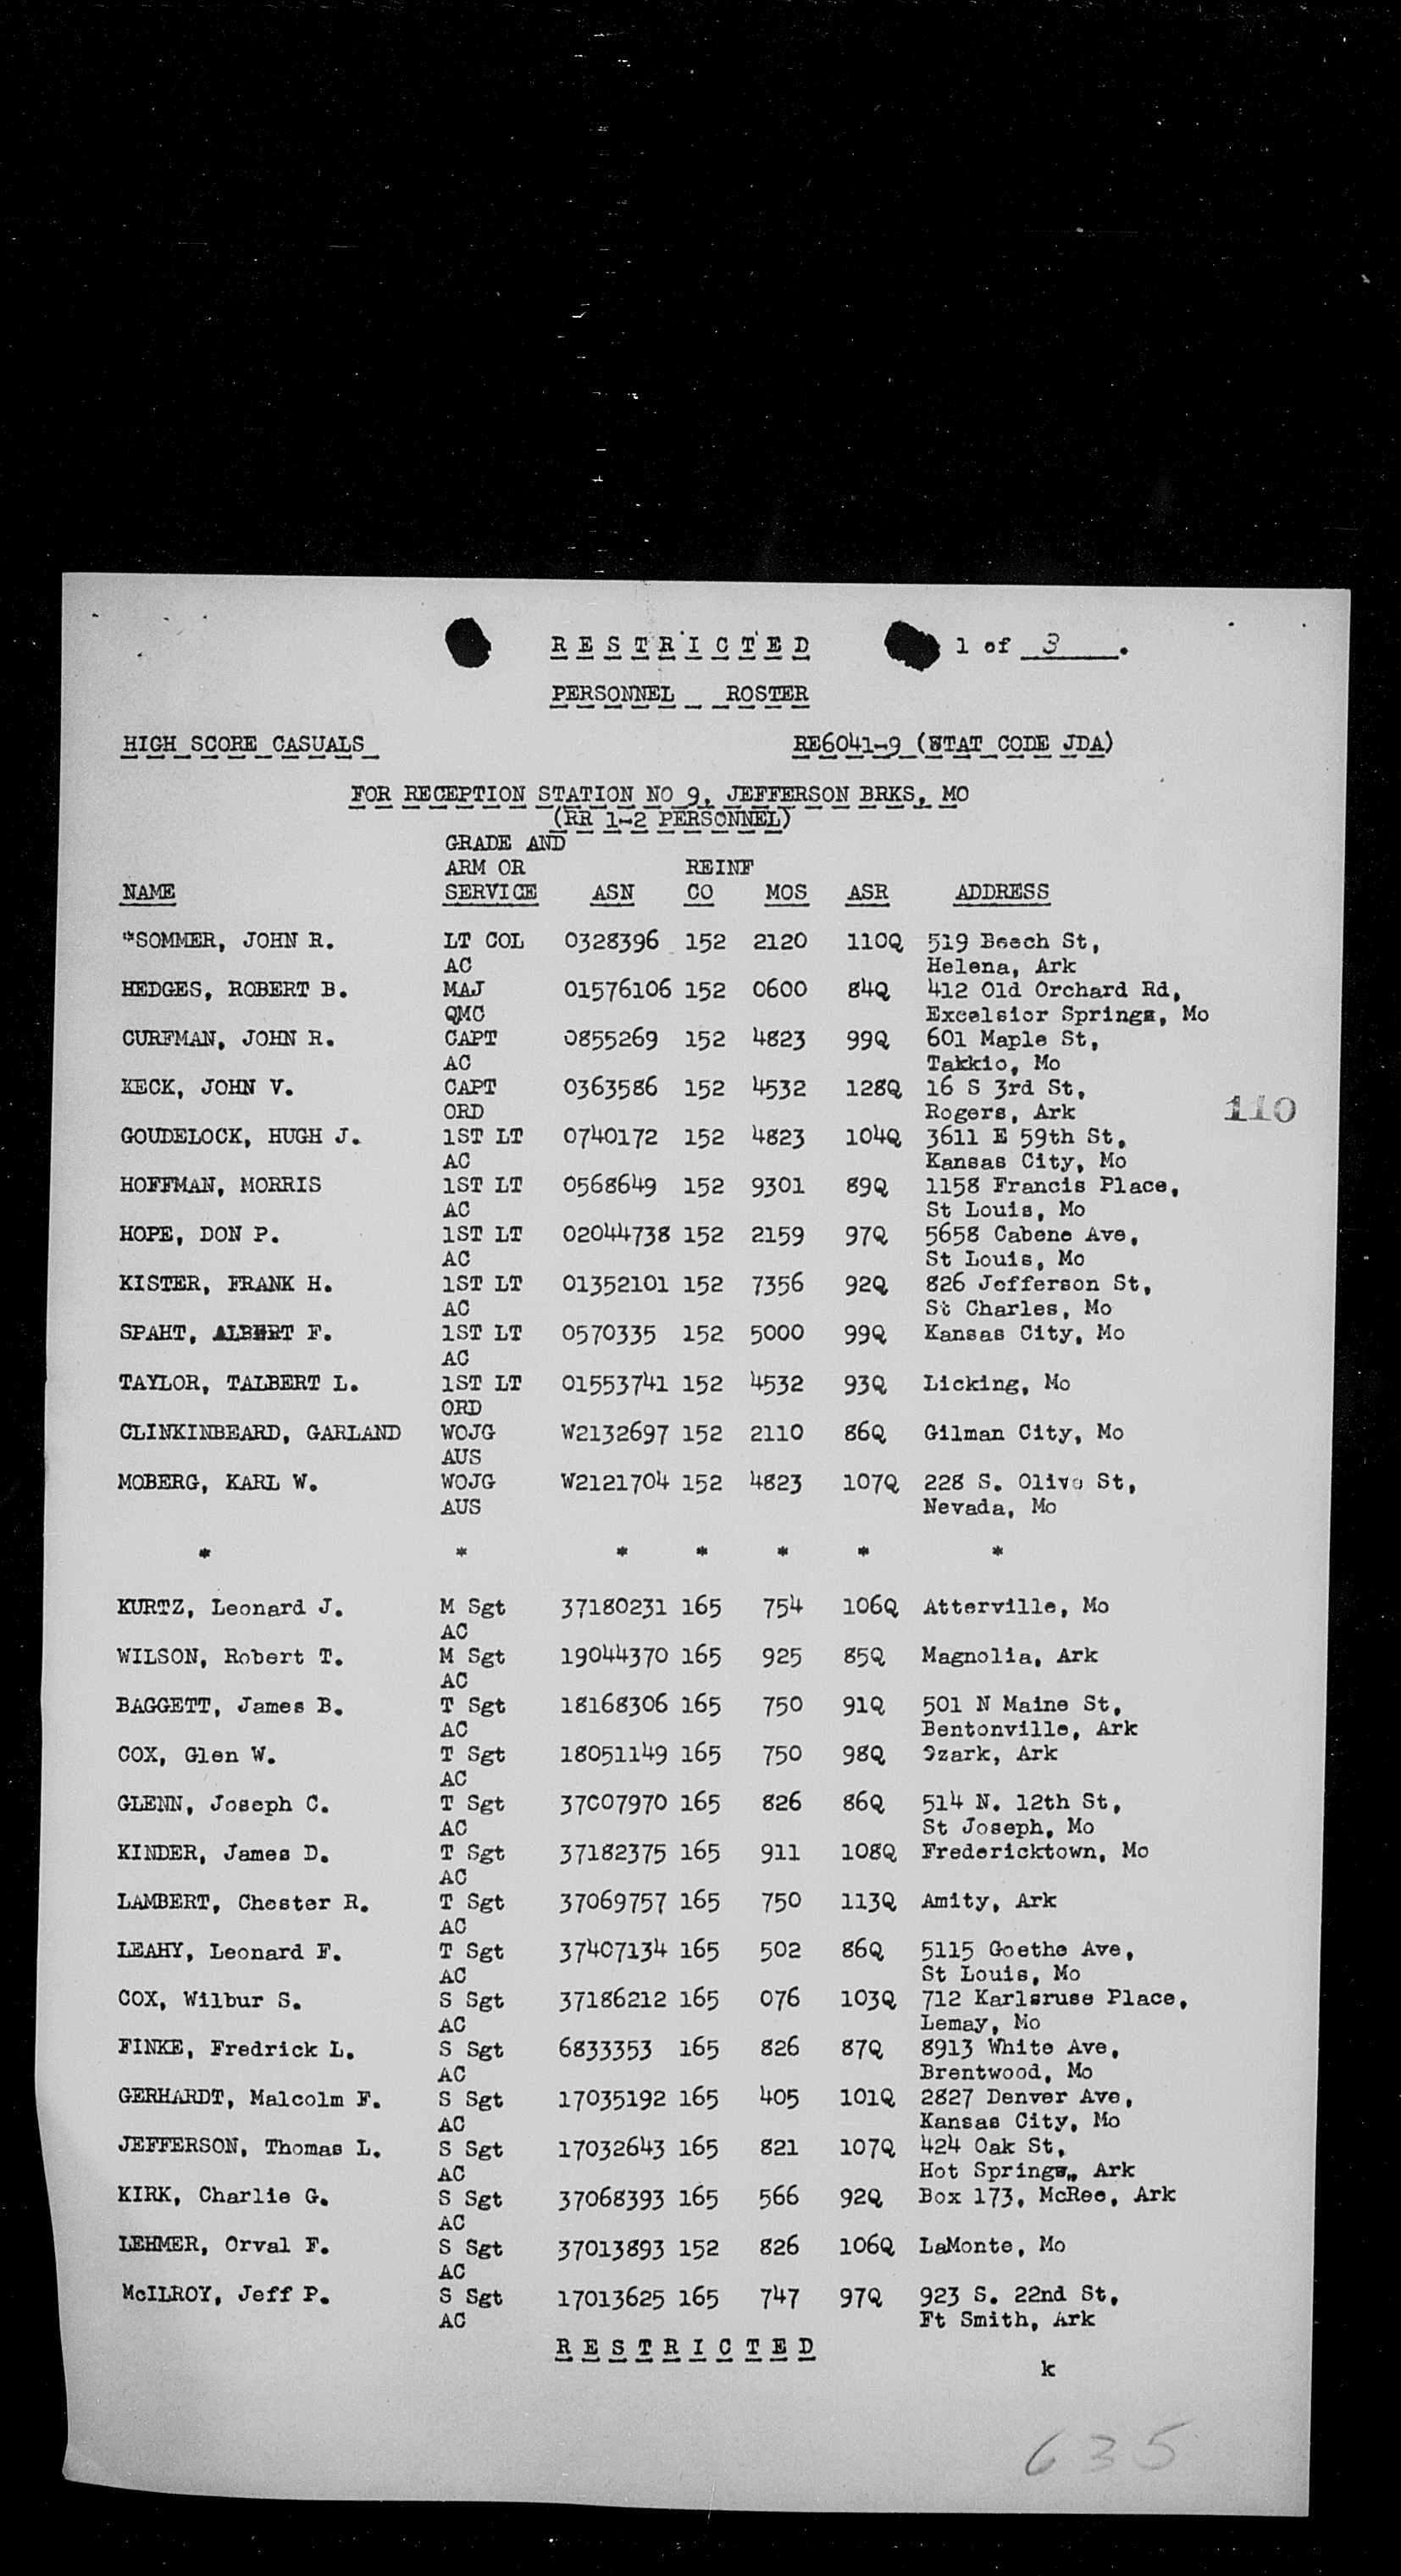 R E S T R I C T E D 1 of 3.
PERSONNEL ROSTER
HIGH SCORE CASUALS RE6041-9 (STAT CODE JDA)
FOR RECEPTION STATION NO 9, JEFFERSON BRKS, MO
(RR 1-2 PERSONNEL)
GRADE AND
ARM OR REINF
NAME SERVICE ASN CO MOS ASR ADDRESS
*SOMMER, JOHN R. LT COL 0328396 152 2120 110Q 519 Beech St,
AC Helena, Ark
HEDGES, ROBERT B. MAJ 01576106 152 0600 84Q 412 Old Orchard Rd,
QMC Excelsior Springs, Mo
CURFMAN, JOHN R. CAPT 0855269 152 4823 99Q 601 Maple St,
AC Takkio, Mo
KECK, JOHN V. CAPT 0363586 152 4532 128Q 16 S 3rd St,
ORD Rogers, Ark
110
GOUDELOCK, HUGH J. 1ST LT 0740172 152 4823 104Q 3611 E 59th St,
AC Kansas City, Mo
HOFFMAN, MORRIS 1ST LT 0568649 152 9301 89Q 1158 Francis Place,
AC St Louis, Mo
HOPE, DON P. 1ST LT 02044738 152 2159 97Q 5658 Cabene Ave,
AC St Louis, Mo
KISTER, FRANK H. 1ST LT 01352101 152 7356 92Q 826 Jefferson St,
AC St Charles, Mo
SPAHT, ALBERT F. 1ST LT 0570335 152 5000 99Q Kansas City, Mo
AC
TAYLOR, TALBERT L. 1ST LT 01553741 152 4532 93Q Licking, Mo
ORD
CLINKINBEARD, GARLAND WOJG W2132697 152 2110 86Q Gilman City, Mo
AUS
MOBERG, KARL W. WOJG W2121704 152 4823 107Q 228 S. Olive St,
AUS Nevada, Mo
* * * * * * *
KURTZ, Leonard J. M Sgt 37180231 165 754 106Q Atterville, Mo
AC
WILSON, Robert T. M Sgt 19044370 165 925 85Q Magnolia, Ark
AC
BAGGETT, James B. T Sgt 18168306 165 750 91Q 501 N Maine St,
AC Bentonville, Ark
COX, Glen W. T Sgt 18051149 165 750 98Q Ozark, Ark
AC
GLENN, Joseph C. T Sgt 37007970 165 826 86Q 514 N. 12th St,
AC St Joseph, Mo
KINDER, James D. T Sgt 37182375 165 911 108Q Fredericktown, Mo
AC
LAMBERT, Chester R. T Sgt 37069757 165 750 113Q Amity, Ark
AC
LEAHY, Leonard F. T Sgt 37407134 165 502 86Q 5115 Goethe Ave,
AC St Louis, Mo
COX, Wilbur S. S Sgt 37186212 165 076 103Q 712 Karlsruse Place,
AC Lemay, Mo
FINKE, Fredrick L. S Sgt 6833353 165 826 87Q 8913 White Ave,
AC Brentwood, Mo
GERHARDT, Malcolm F. S Sgt 17035192 165 405 101Q 2827 Denver Ave,
AC Kansas City, Mo
JEFFERSON, Thomas L. S Sgt 17032643 165 821 107Q 424 Oak St,
AC Hot Springs,, Ark
KIRK, Charlie G. S Sgt 37068393 165 566 92Q Box 173, McRee, Ark
AC
LEHMER, Orval F. S Sgt 37013893 152 826 106Q LaMonte, Mo
AC
McILROY, Jeff P. S Sgt 17013625 165 747 97Q 923 S. 22nd St,
AC Ft Smith, Ark
R E S T R I C T E D
k
635